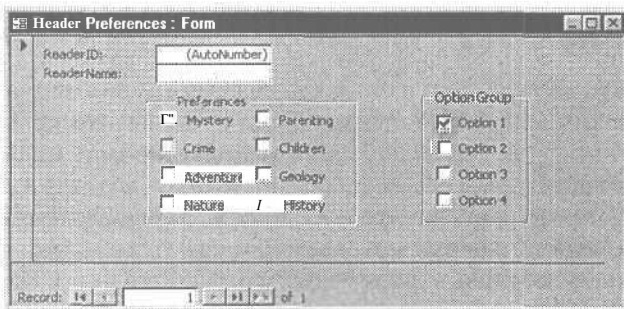 Header Preferences : Form
ReaderID: (AutoNumber)
ReaderName:
Preferences
Mystery Parenting
Crime Children
Adventure Geology
Nature History
Option Group
Option 1
Option 2
Option 3
Option 4
Record: 1 of 1